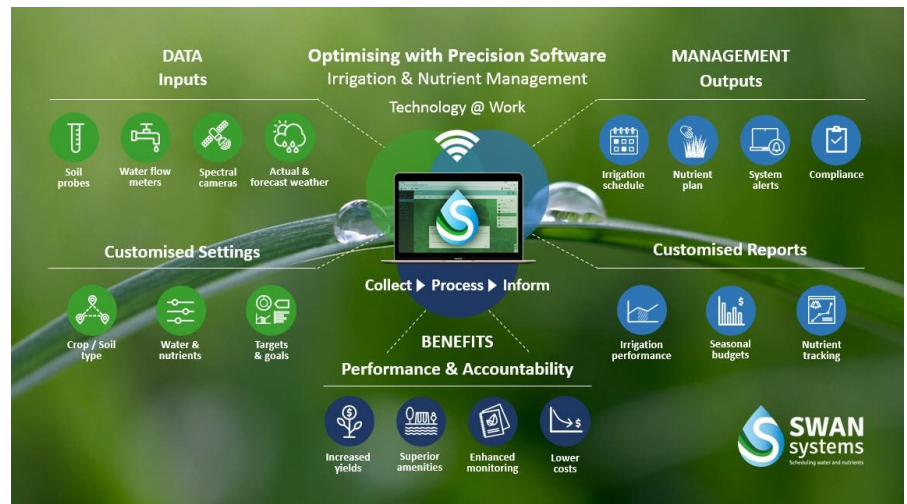 DATA
Inputs
Soil
probes
Water flow
meters
Spectral
cameras
Actual &
forecast weather
Optimising with Precision Software
Irrigation & Nutrient Management
Technology @ Work
MANAGEMENT
Outputs
Irrigation
schedule
Nutrient
plan
System
alerts
Compliance
Customised Settings
Crop / Soil
type
Water &
nutrients
Targets
& goals
S
Collect ▶ Process ▶ Inform
Customised Reports
Irrigation
performance
$
Seasonal
budgets
Nutrient
tracking
BENEFITS
Performance & Accountability
$
Increased
yields
Superior
amenities
Enhanced
monitoring
$
Lower
costs
SWAN
systems
Scheduling water and nutrients